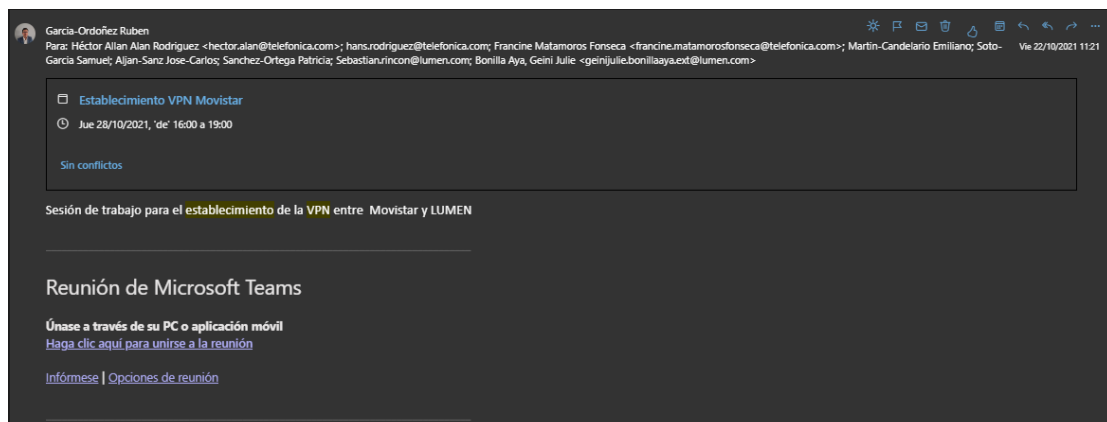 Garcia-Ordoñez Ruben
Para: Héctor Allan Alan Rodriguez <hector.alan@telefonica.com>; hans.rodriguez@telefonica.com; Francine Matamoros Fonseca <francine.matamorosfonseca@telefonica.com>; Martin-Candelario Emiliano; Soto-
Garcia Samuel; Aljan-Sanz Jose-Carlos; Sanchez-Ortega Patricia; Sebastian.rincon@lumen.com; Bonilla Aya, Geini Julie <geinijulie.bonillaaya.ext@lumen.com>
Vie 22/10/2021 11:21
Establecimiento VPN Movistar
Jue 28/10/2021, 'de' 16:00 a 19:00
Sin conflictos
Sesión de trabajo para el establecimiento de la VPN entre Movistar y LUMEN
Reunión de Microsoft Teams
Únase a través de su PC o aplicación móvil
Haga clic aquí para unirse a la reunión
Infórmese | Opciones de reunión